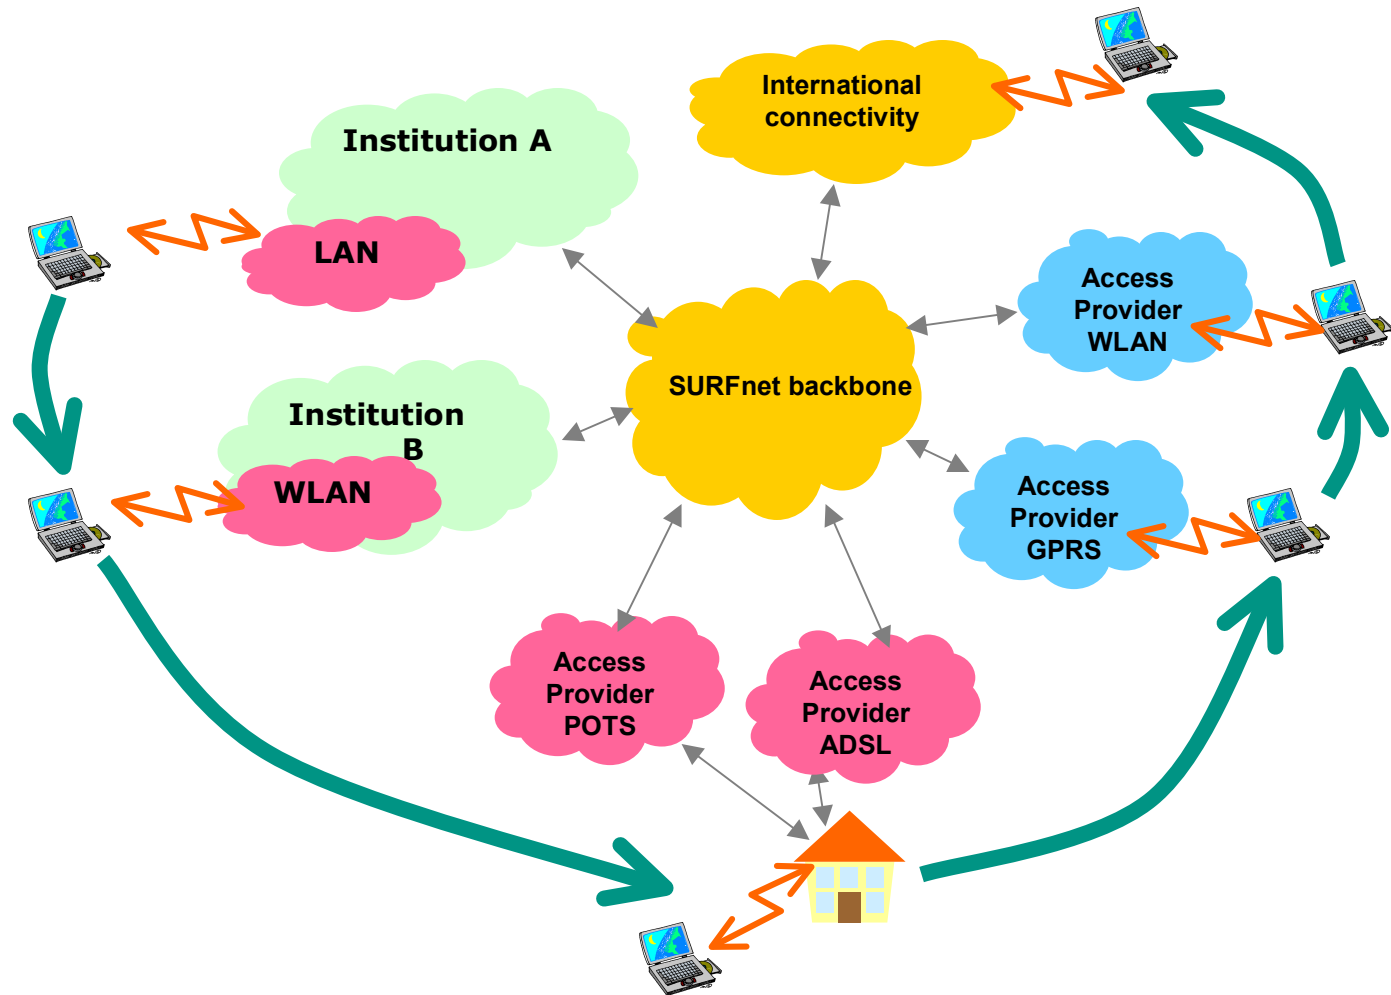 International
connectivity
Institution A
LAN
Access
Provider
WLAN
SURFnet backbone
Institution
B
WLAN
Access
Provider
GPRS
Access
Provider
POTS
Access
Provider
ADSL